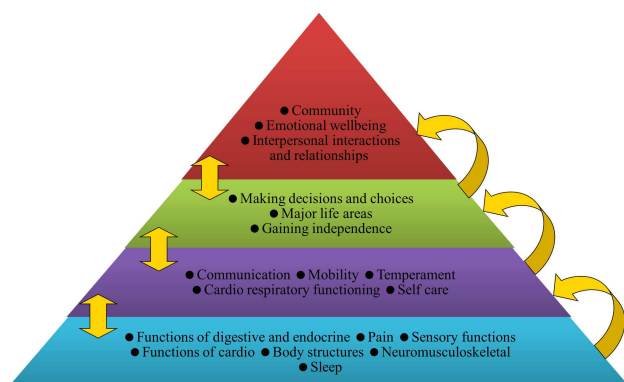 ● Community
● Emotional wellbeing
● Interpersonal interactions
and relationships
● Making decisions and choices
● Major life areas
● Gaining independence
● Communication ● Mobility ● Temperament
● Cardio respiratory functioning ● Self care
● Functions of digestive and endocrine ● Pain ● Sensory functions
● Functions of cardio ● Body structures ● Neuromusculoskeletal
● Sleep